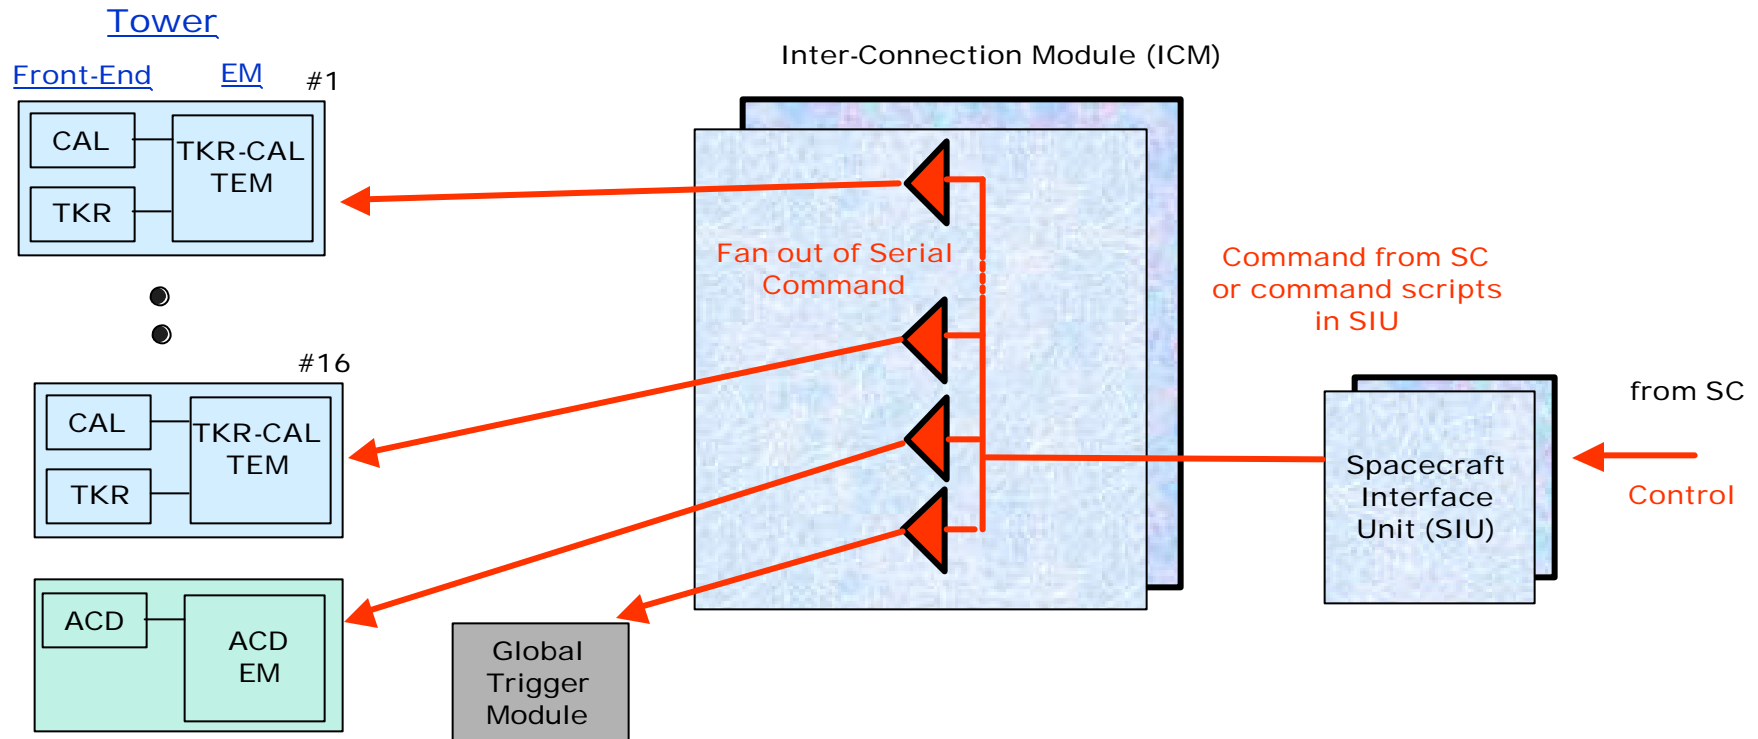 Tower
Front-End
EM
#1
CAL
TKR
TKR-CAL
TEM
#16
CAL
TKR
TKR-CAL
TEM
ACD
ACD
EM
Inter-Connection Module (ICM)
Fan out of Serial
Command
Global
Trigger
Module
Command from SC
or command scripts
in SIU
Spacecraft
Interface
Unit (SIU)
from SC
Control